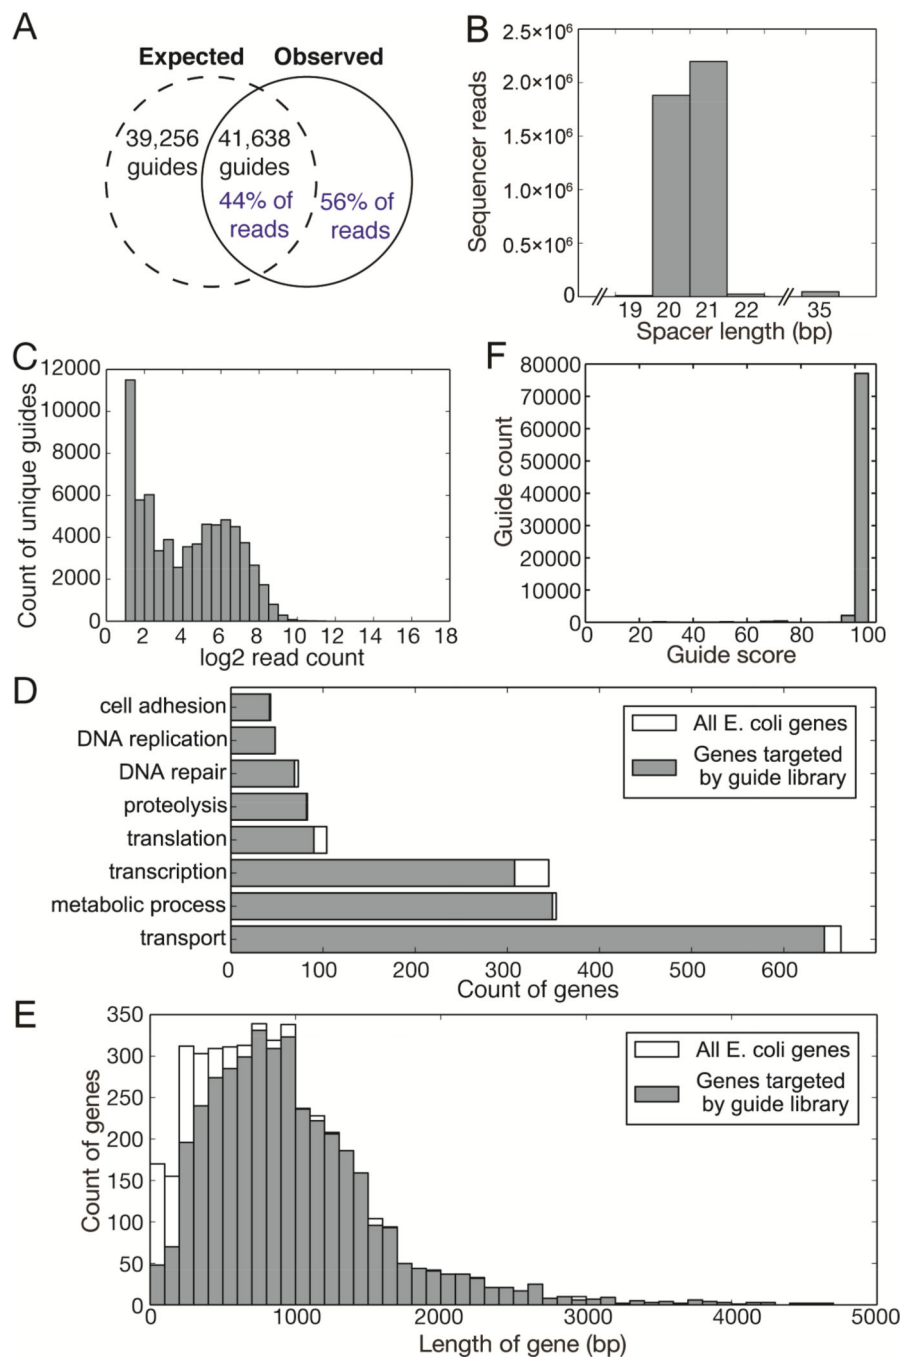 A
Expected Observed
39,256 guides
41,638 guides
44% of reads
56% of reads
B
2.5×10⁶
2.0×10⁶
1.5×10⁶
1.0×10⁶
0.5×10⁶
0
Sequencer reads
19 20 21 22 35
Spacer length (bp)
C
12000
10000
8000
6000
4000
2000
0
Count of unique guides
0 2 4 6 8 10 12 14 16 18
log2 read count
F
80000
70000
60000
50000
40000
30000
20000
10000
0
Guide count
0 20 40 60 80 100
Guide score
D
cell adhesion
DNA replication
DNA repair
proteolysis
translation
transcription
metabolic process
transport
All E. coli genes
Genes targeted
by guide library
0 100 200 300 400 500 600
Count of genes
E
350
300
250
200
150
100
50
0
Count of genes
All E. coli genes
Genes targeted
by guide library
0 1000 2000 3000 4000 5000
Length of gene (bp)